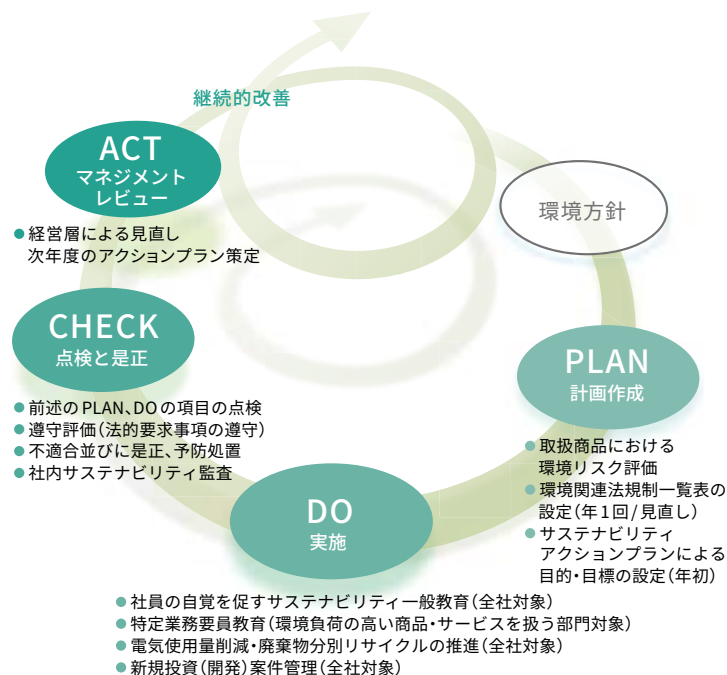 継続的改善
ACT
マネジメント
レビュー
● 経営層による見直し
次年度のアクションプラン策定
環境方針
CHECK
点検と是正
● 前述のPLAN、DOの項目の点検
● 遵守評価(法的要求事項の遵守)
● 不適合並びに是正、予防処置
● 社内サステナビリティ監査
PLAN
計画作成
● 取扱商品における
環境リスク評価
● 環境関連法規制一覧表の
設定(年1回/見直し)
● サステナビリティ
アクションプランによる
目的・目標の設定(年初)
DO
実施
● 社員の自覚を促すサステナビリティ一般教育(全社対象)
● 特定業務要員教育(環境負荷の高い商品・サービスを扱う部門対象)
● 電気使用量削減・廃棄物分別リサイクルの推進(全社対象)
● 新規投資(開発)案件管理(全社対象)